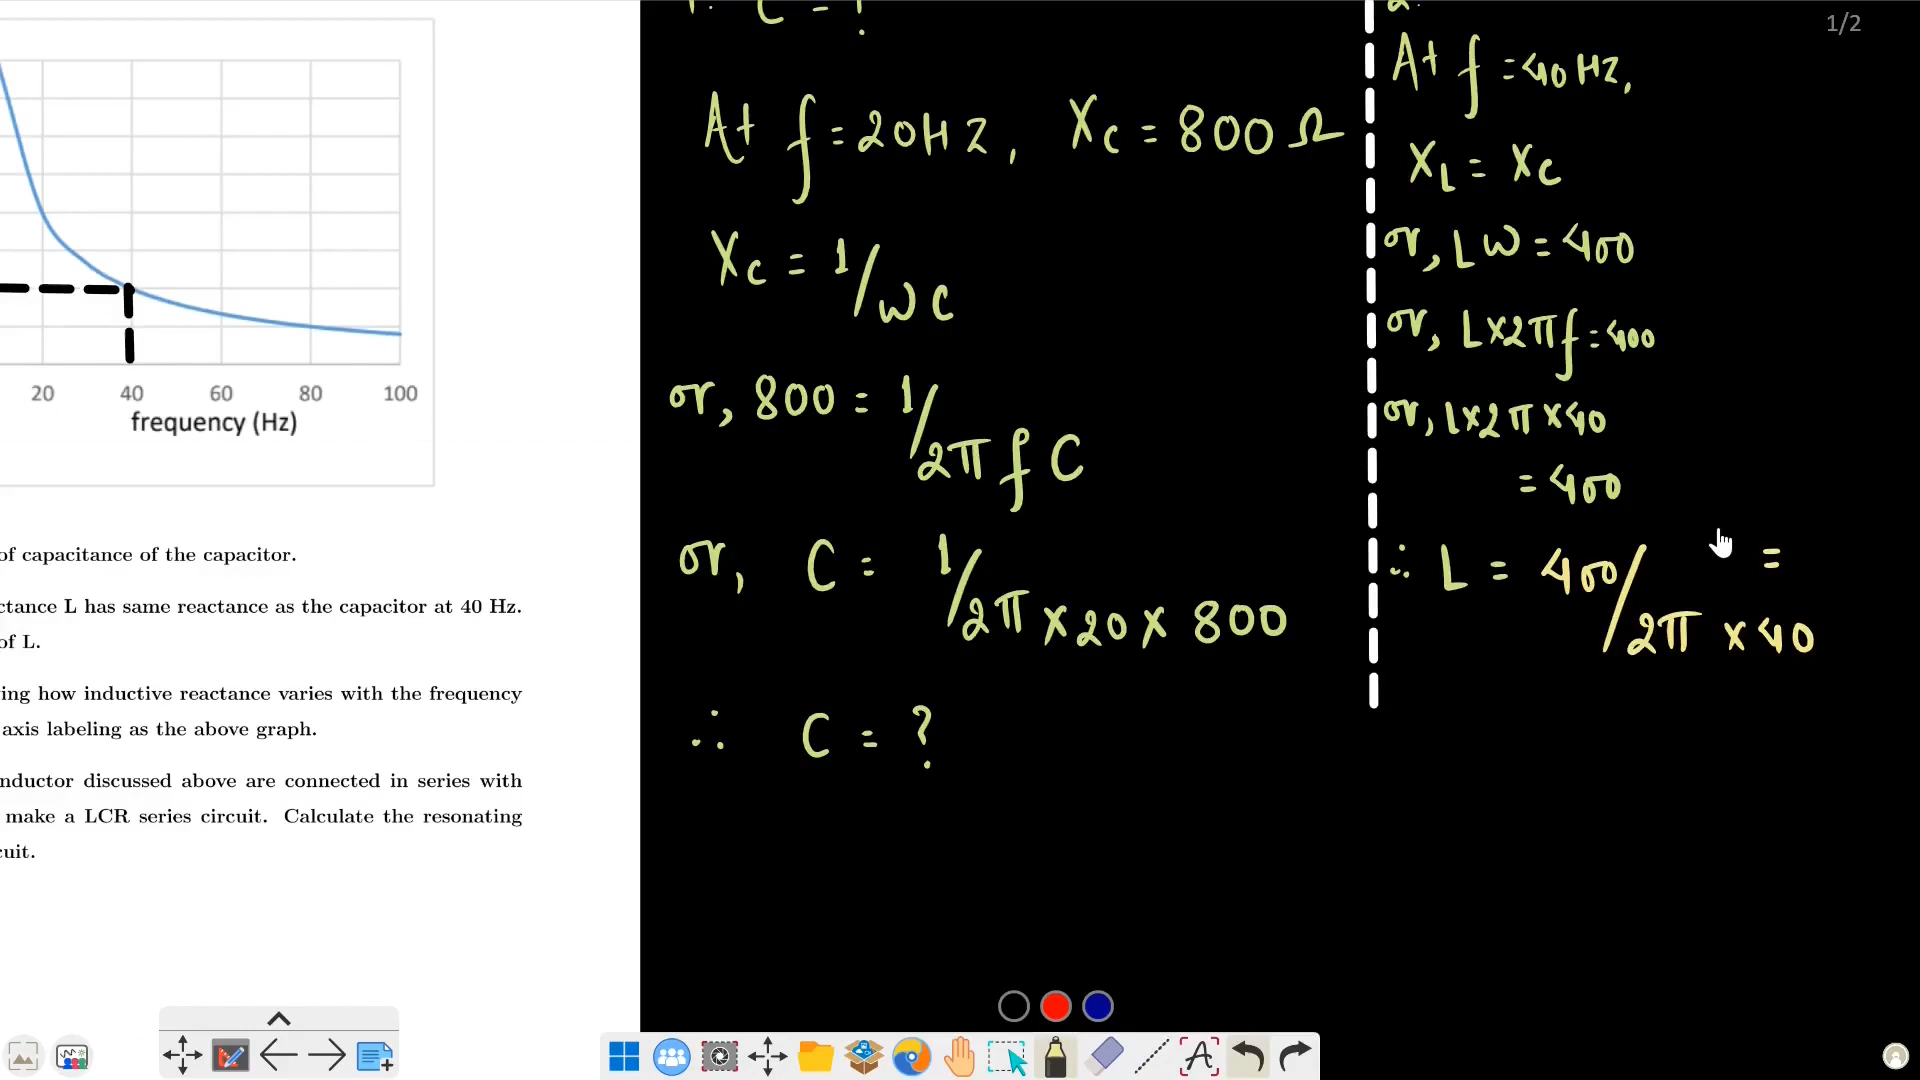 20 40 60 80 100
frequency (Hz)
of capacitance of the capacitor.
ctance L has same reactance as the capacitor at 40 Hz.
of L.
ing how inductive reactance varies with the frequency
axis labeling as the above graph.
nductor discussed above are connected in series with
make a LCR series circuit. Calculate the resonating
cuit.
C = ?
At f = 20HZ, Xc = 800 Ω
Xc = 1/ωC
or, 800 = 1/2πfC
or, C = 1/2π × 20 × 800
∴ C = ?
1/2
At f = 40HZ,
XL = XC
or, Lω = 400
or, L×2πf = 400
or, L×2π×40
= 400
∴ L = 400/2π × 40 =